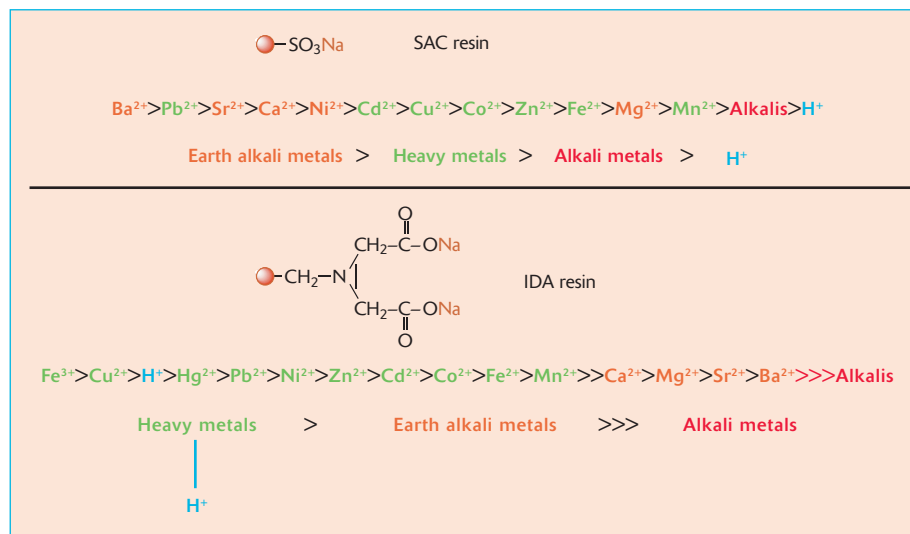 SO₃Na SAC resin
Ba²⁺>Pb²⁺>Sr²⁺>Ca²⁺>Ni²⁺>Cd²⁺>Cu²⁺>Co²⁺>Zn²⁺>Fe²⁺>Mg²⁺>Mn²⁺>Alkalis>H⁺
Earth alkali metals > Heavy metals > Alkali metals > H⁺
O
CH₂–C–ONa
CH₂–N IDA resin
CH₂–C–ONa
O
Fe³⁺>Cu²⁺>H⁺>Hg²⁺>Pb²⁺>Ni²⁺>Zn²⁺>Cd²⁺>Co²⁺>Fe²⁺>Mn²⁺>>Ca²⁺>Mg²⁺>Sr²⁺>Ba²⁺>>>Alkalis
Heavy metals > Earth alkali metals >>> Alkali metals
H⁺